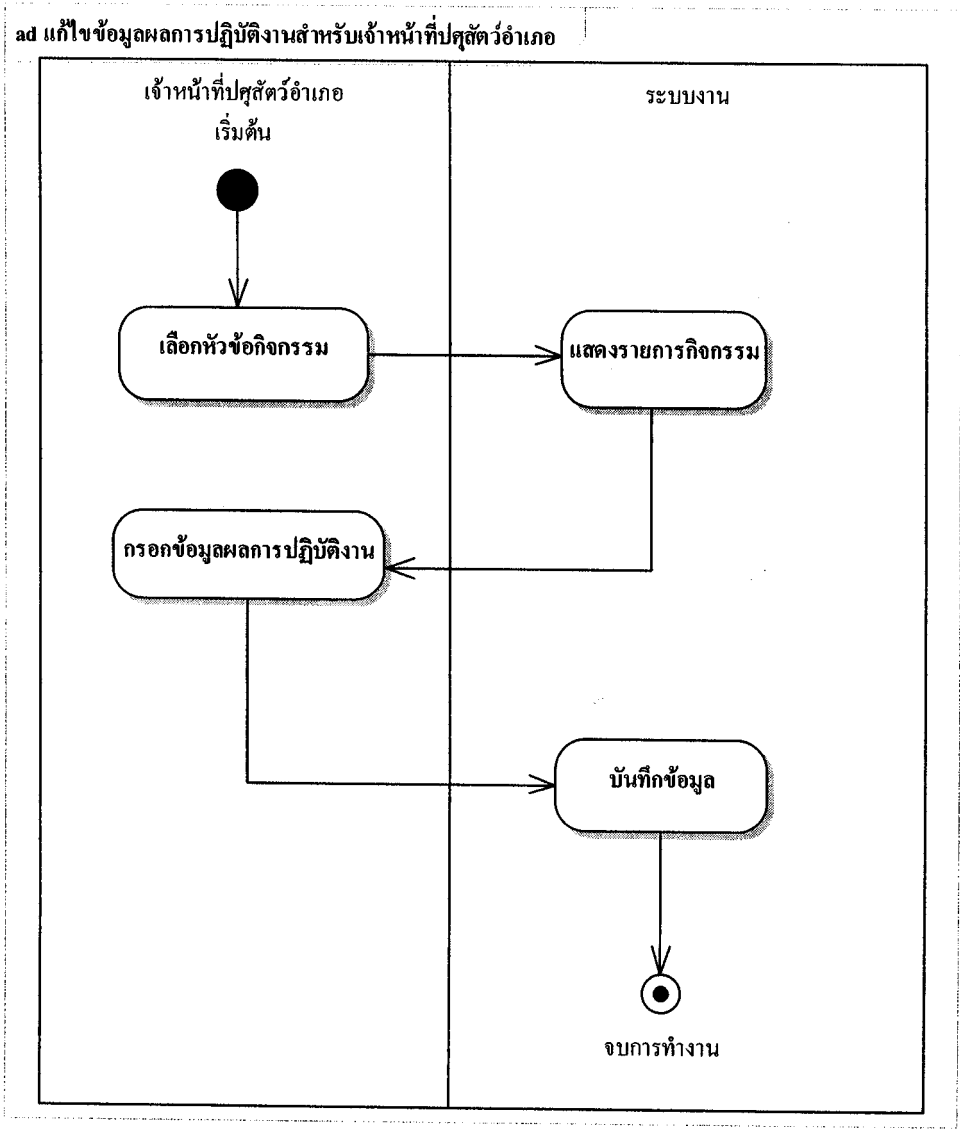 ad แก้ไขข้อมูลผลการปฏิบัติงานสำหรับเจ้าหน้าที่ปศุสัตว์อำเภอ
เจ้าหน้าที่ปศุสัตว์อำเภอ
เริ่มต้น
ระบบงาน
เลือกหัวข้อกิจกรรม
แสดงรายการกิจกรรม
กรอกข้อมูลผลการปฏิบัติงาน
บันทึกข้อมูล
จบการทำงาน